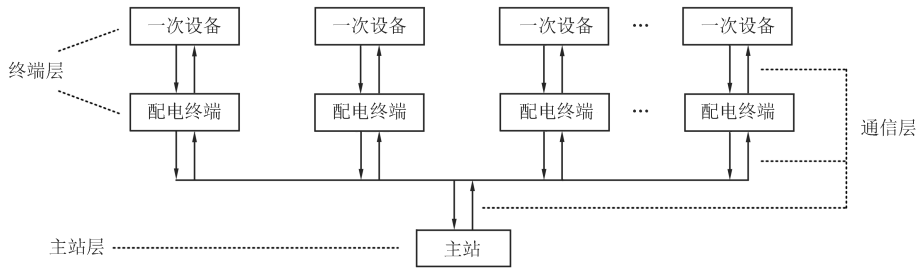 一次设备 一次设备 一次设备 … 一次设备
终端层
配电终端 配电终端 配电终端 … 配电终端
通信层
主站层 主站